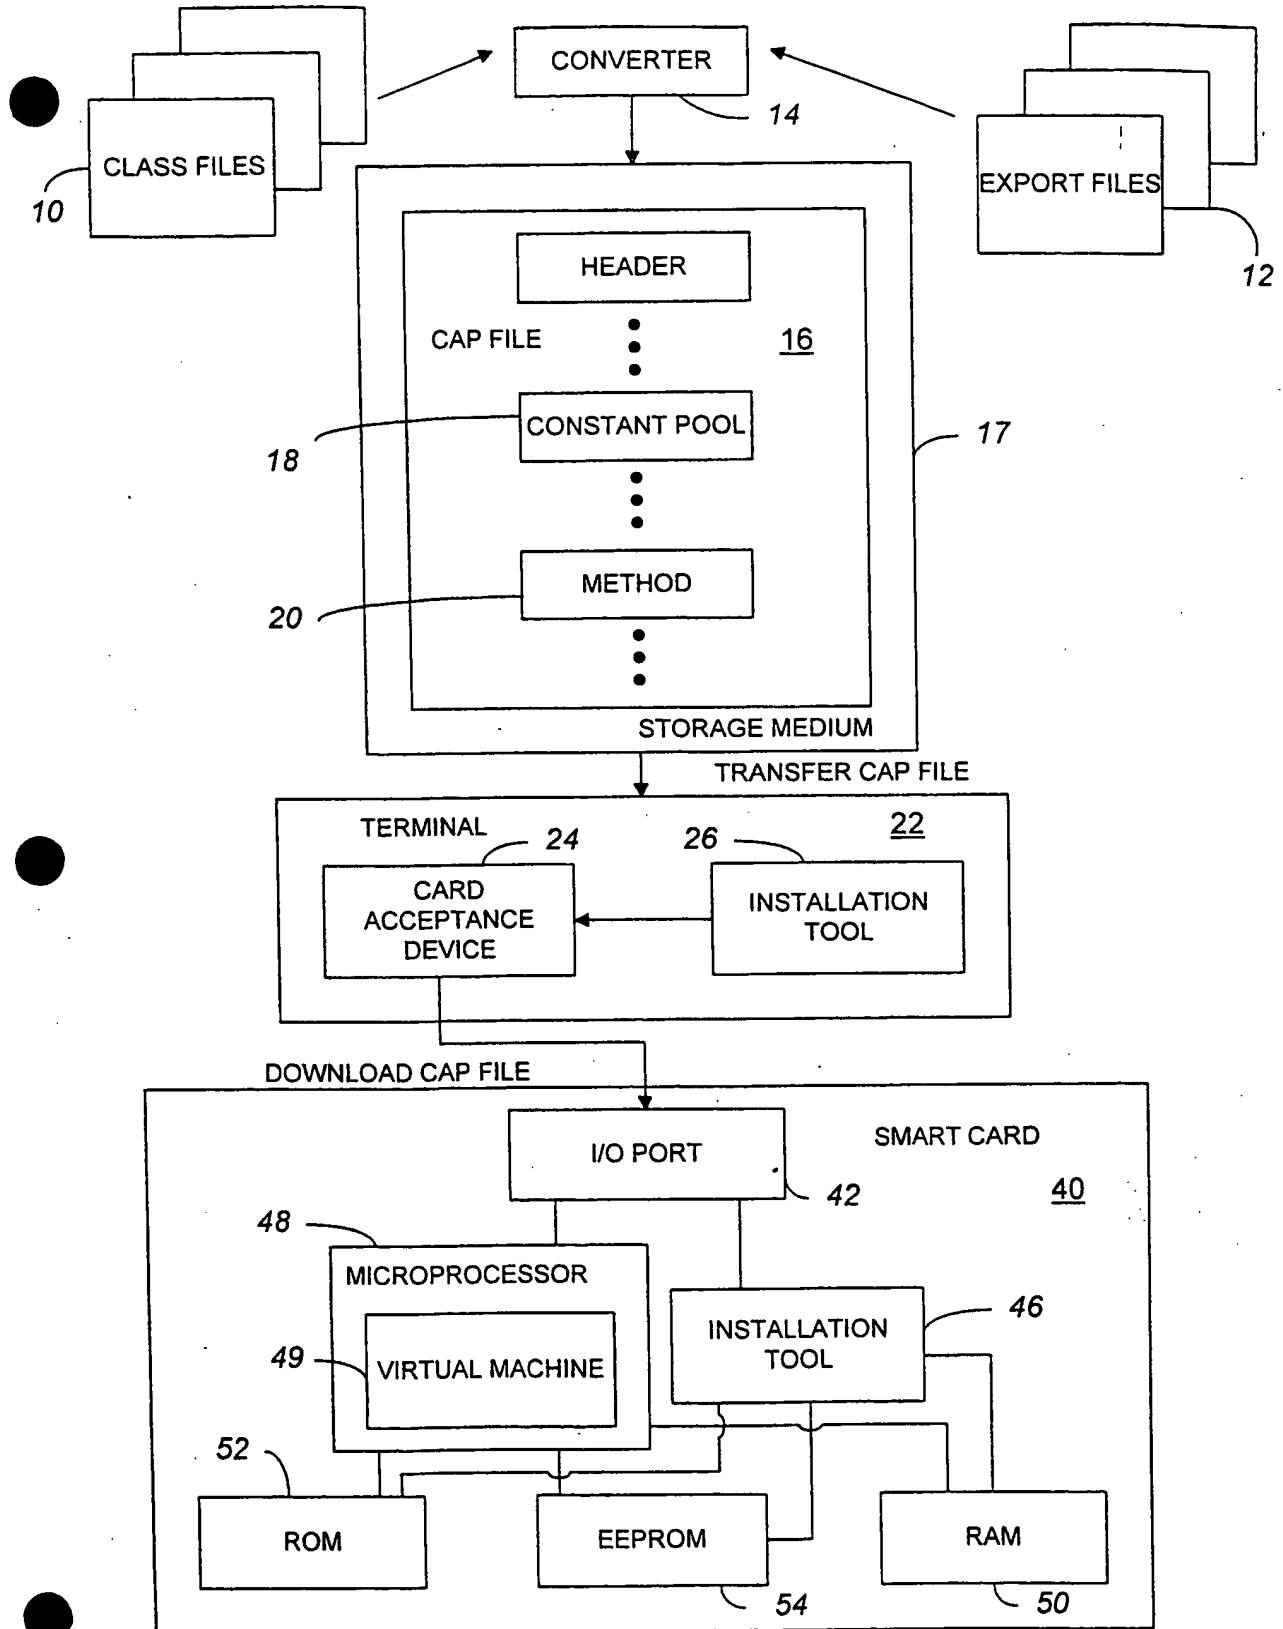 CONVERTER
14
CLASS FILES
10
EXPORT FILES
12
HEADER
CAP FILE
16
CONSTANT POOL
18
17
METHOD
20
STORAGE MEDIUM
TRANSFER CAP FILE
TERMINAL
24
26
22
CARD
ACCEPTANCE
DEVICE
INSTALLATION
TOOL
DOWNLOAD CAP FILE
I/O PORT
SMART CARD
42
40
48
MICROPROCESSOR
INSTALLATION
TOOL
46
49
VIRTUAL MACHINE
52
ROM
EEPROM
RAM
54
50